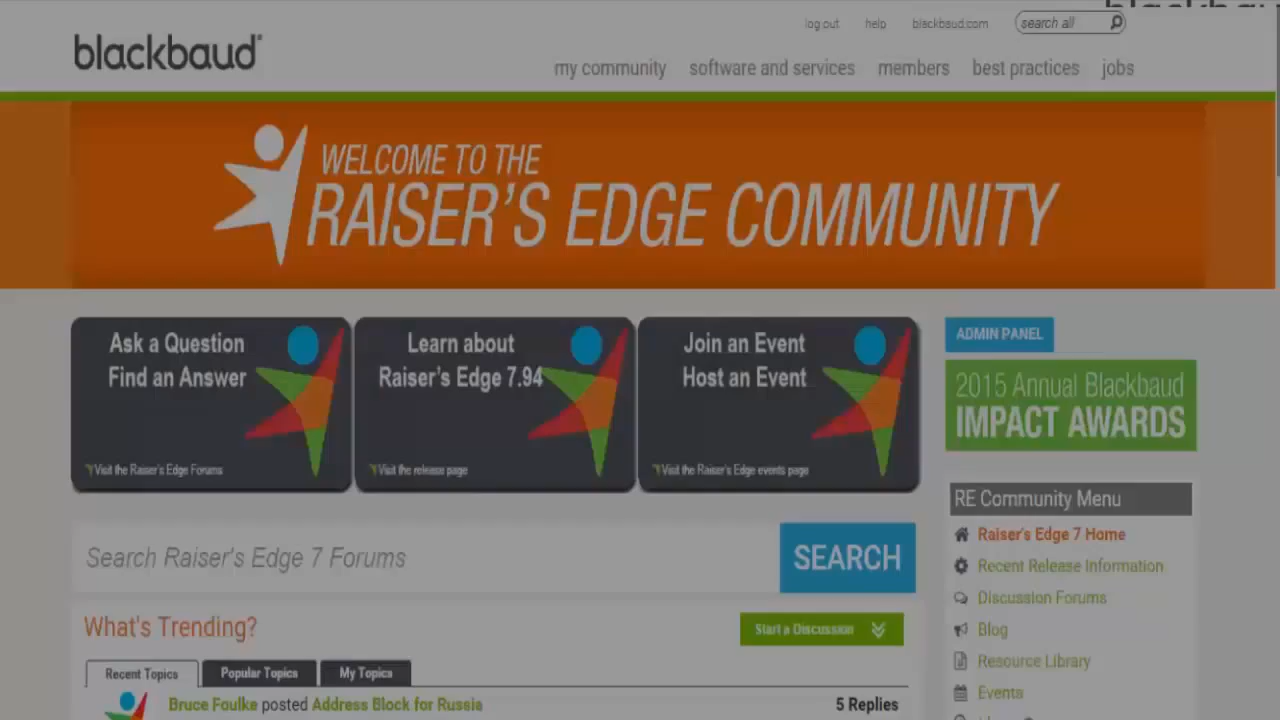 log out help blackbaud.com search all
blackbaud
my community software and services members best practices jobs
WELCOME TO THE
RAISER'S EDGE COMMUNITY
Ask a Question
Find an Answer
Visit the Raiser's Edge Forums
Learn about
Raiser's Edge 7.94
Visit the release page
Join an Event
Host an Event
Visit the Raiser's Edge events page
ADMIN PANEL
2015 Annual Blackbaud
IMPACT AWARDS
Search Raiser's Edge 7 Forums
SEARCH
What's Trending?
Start a Discussion
Recent Topics Popular Topics My Topics
Bruce Foulke posted Address Block for Russia
5 Replies
RE Community Menu
Raiser's Edge 7 Home
Recent Release Information
Discussion Forums
Blog
Resource Library
Events